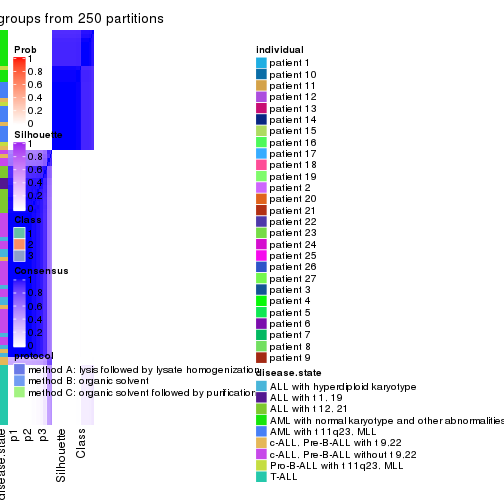 groups from 250 partitions
Prob
1
0.8
0.6
0.4
0.2
0
Silhouette
1
0.8
0.6
0.4
0.2
0
Class
1
2
3
Consensus
1
0.8
0.6
0.4
0.2
0
protocol
method A: lysis followed by lysate homogenization
method B: organic solvent
method C: organic solvent followed by purification
disease.state
p1
p2
p3
Silhouette
Class
individual
patient 1
patient 10
patient 11
patient 12
patient 13
patient 14
patient 15
patient 16
patient 17
patient 18
patient 19
patient 2
patient 20
patient 21
patient 22
patient 23
patient 24
patient 25
patient 26
patient 27
patient 3
patient 4
patient 5
patient 6
patient 7
patient 8
patient 9
disease.state
ALL with hyperdiploid karyotype
ALL with t 1. 19
ALL with t 12. 21
AML with normal karyotype and other abnormalities
AML with t 11q23. MLL
c-ALL. Pre-B-ALL with t 9.22
c-ALL. Pre-B-ALL without t 9.22
Pro-B-ALL with t 11q23. MLL
T-ALL